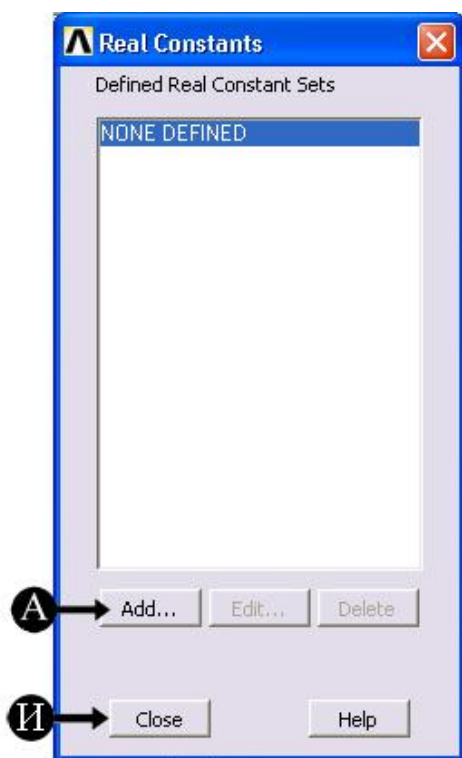 Real Constants
Defined Real Constant Sets
NONE DEFINED
А Add... Edit... Delete
И Close Help